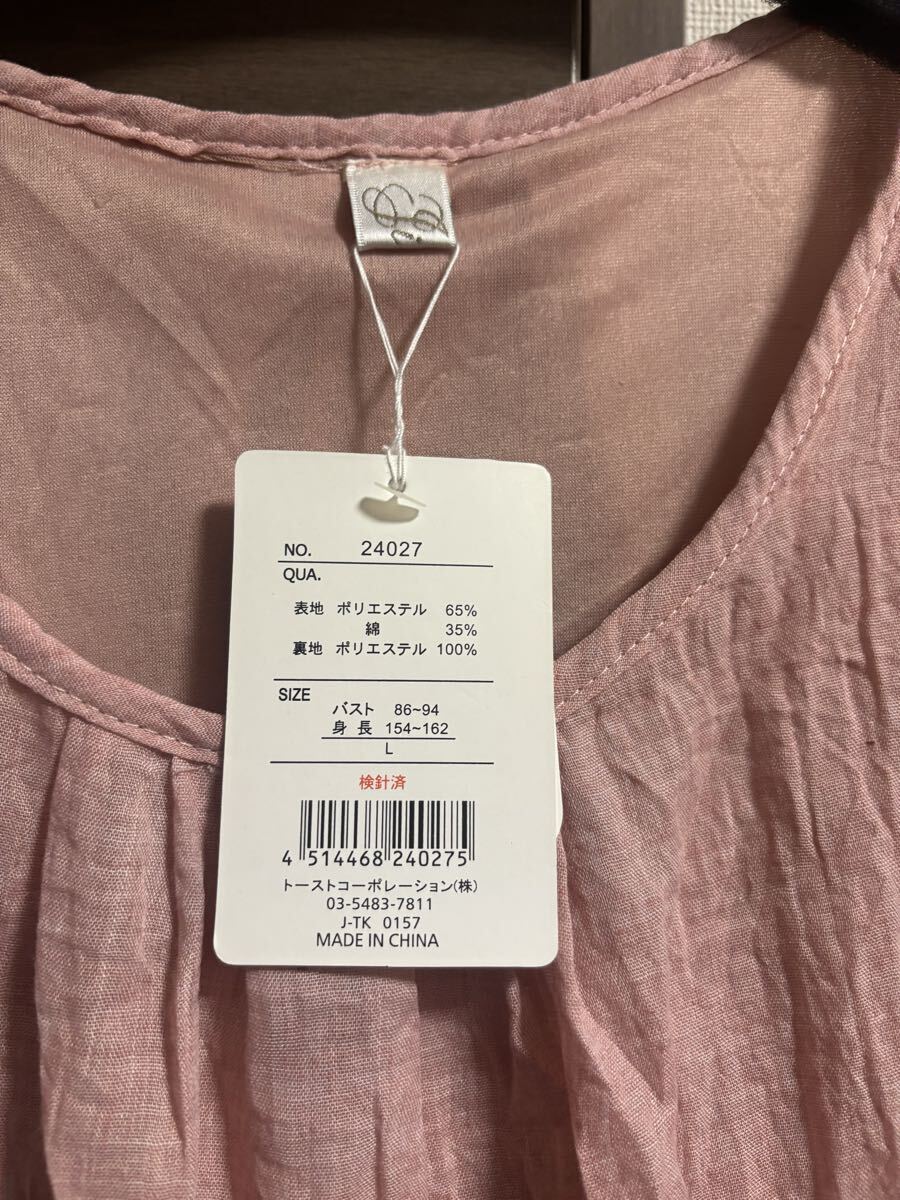 NO. 24027
QUA.
表地 ポリエステル 65%
綿 35%
裏地 ポリエステル 100%
SIZE
バスト 86~94
身長 154~162
L
検針済
4 514468 240275
トーストコーポレーション(株)
03-5483-7811
J-TK 0157
MADE IN CHINA